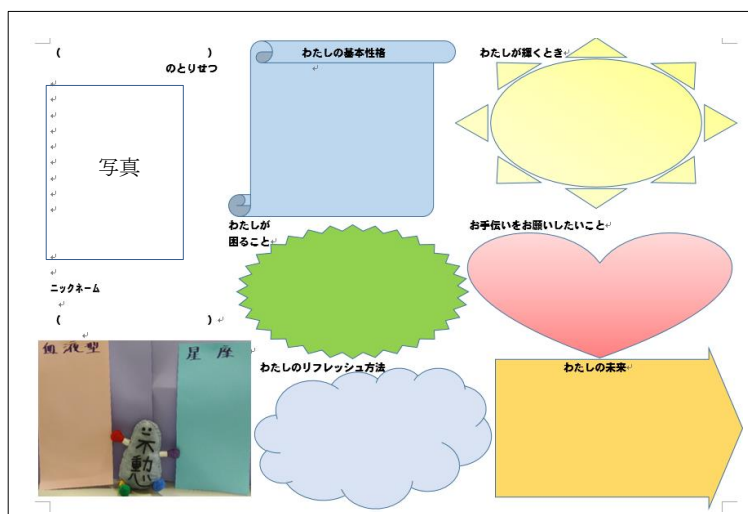 (　　　　　　　　　)
のとりせつ
写真
ニックネーム
(　　　　　　　　　)
血液型
星座
不動心
わたしの基本性格
わたしが輝くとき
わたしが
困ること
お手伝いをお願いしたいこと
わたしのリフレッシュ方法
わたしの未来